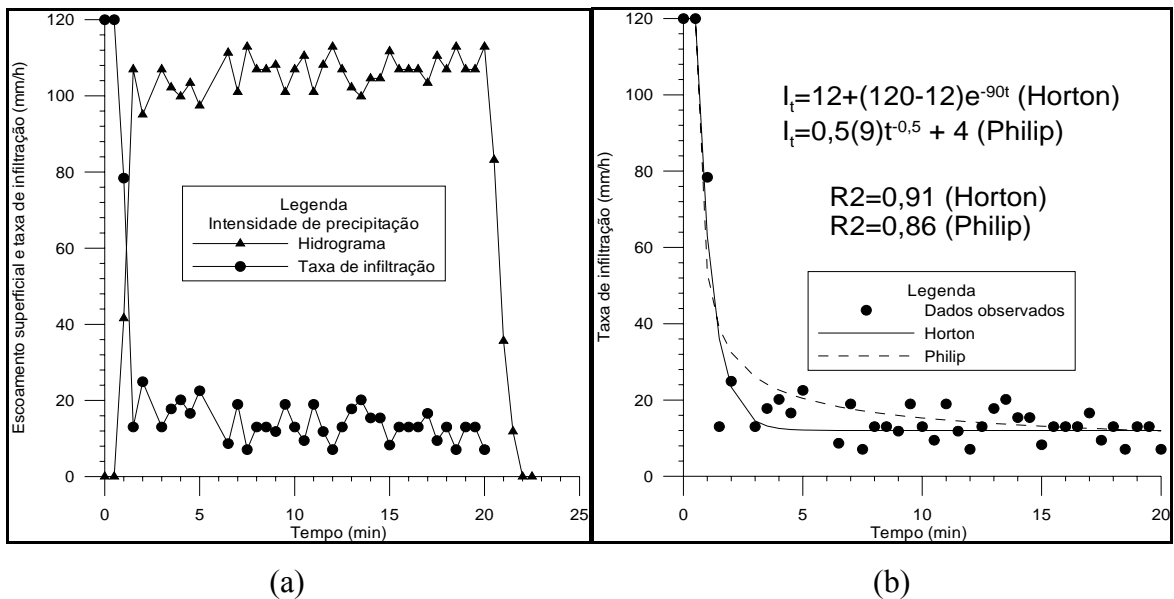 Escoamento superficial e taxa de infiltração (mm/h)
120
100
80
60
40
20
0
Legenda
Intensidade de precipitação
Hidrograma
Taxa de infiltração
0 5 10 15 20 25
Tempo (min)
(a)
Taxa de infiltração (mm/h)
120
100
80
60
40
20
0
It=12+(120-12)e-90t (Horton)
It=0,5(9)t-0,5 + 4 (Philip)
R2=0,91 (Horton)
R2=0,86 (Philip)
Legenda
Dados observados
Horton
Philip
0 5 10 15 20
Tempo (min)
(b)